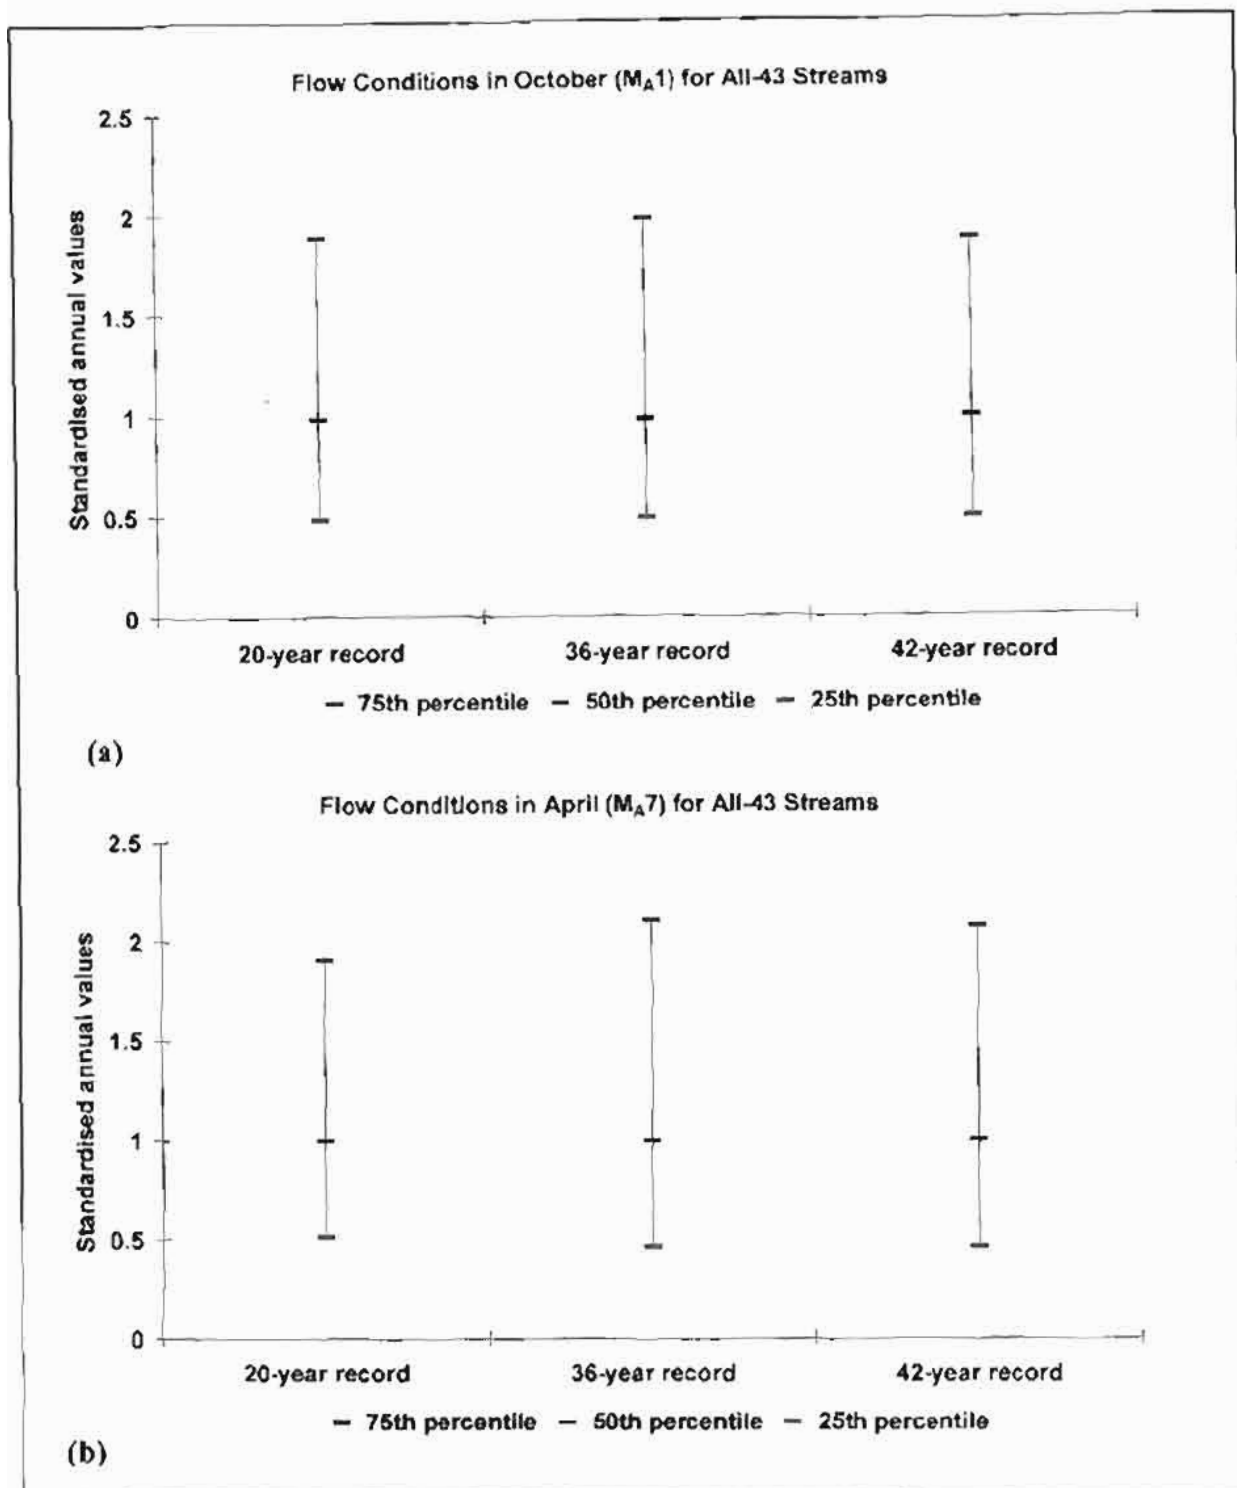 Flow Conditions in October (MA1) for All-43 Streams
2.5
2
1.5
1
0.5
0
Standardised annual values
20-year record 36-year record 42-year record
75th percentile 50th percentile 25th percentile
(a)
Flow Conditions in April (MA7) for All-43 Streams
2.5
2
1.5
1
0.5
0
Standardised annual values
20-year record 36-year record 42-year record
75th percentile 50th percentile 25th percentile
(b)